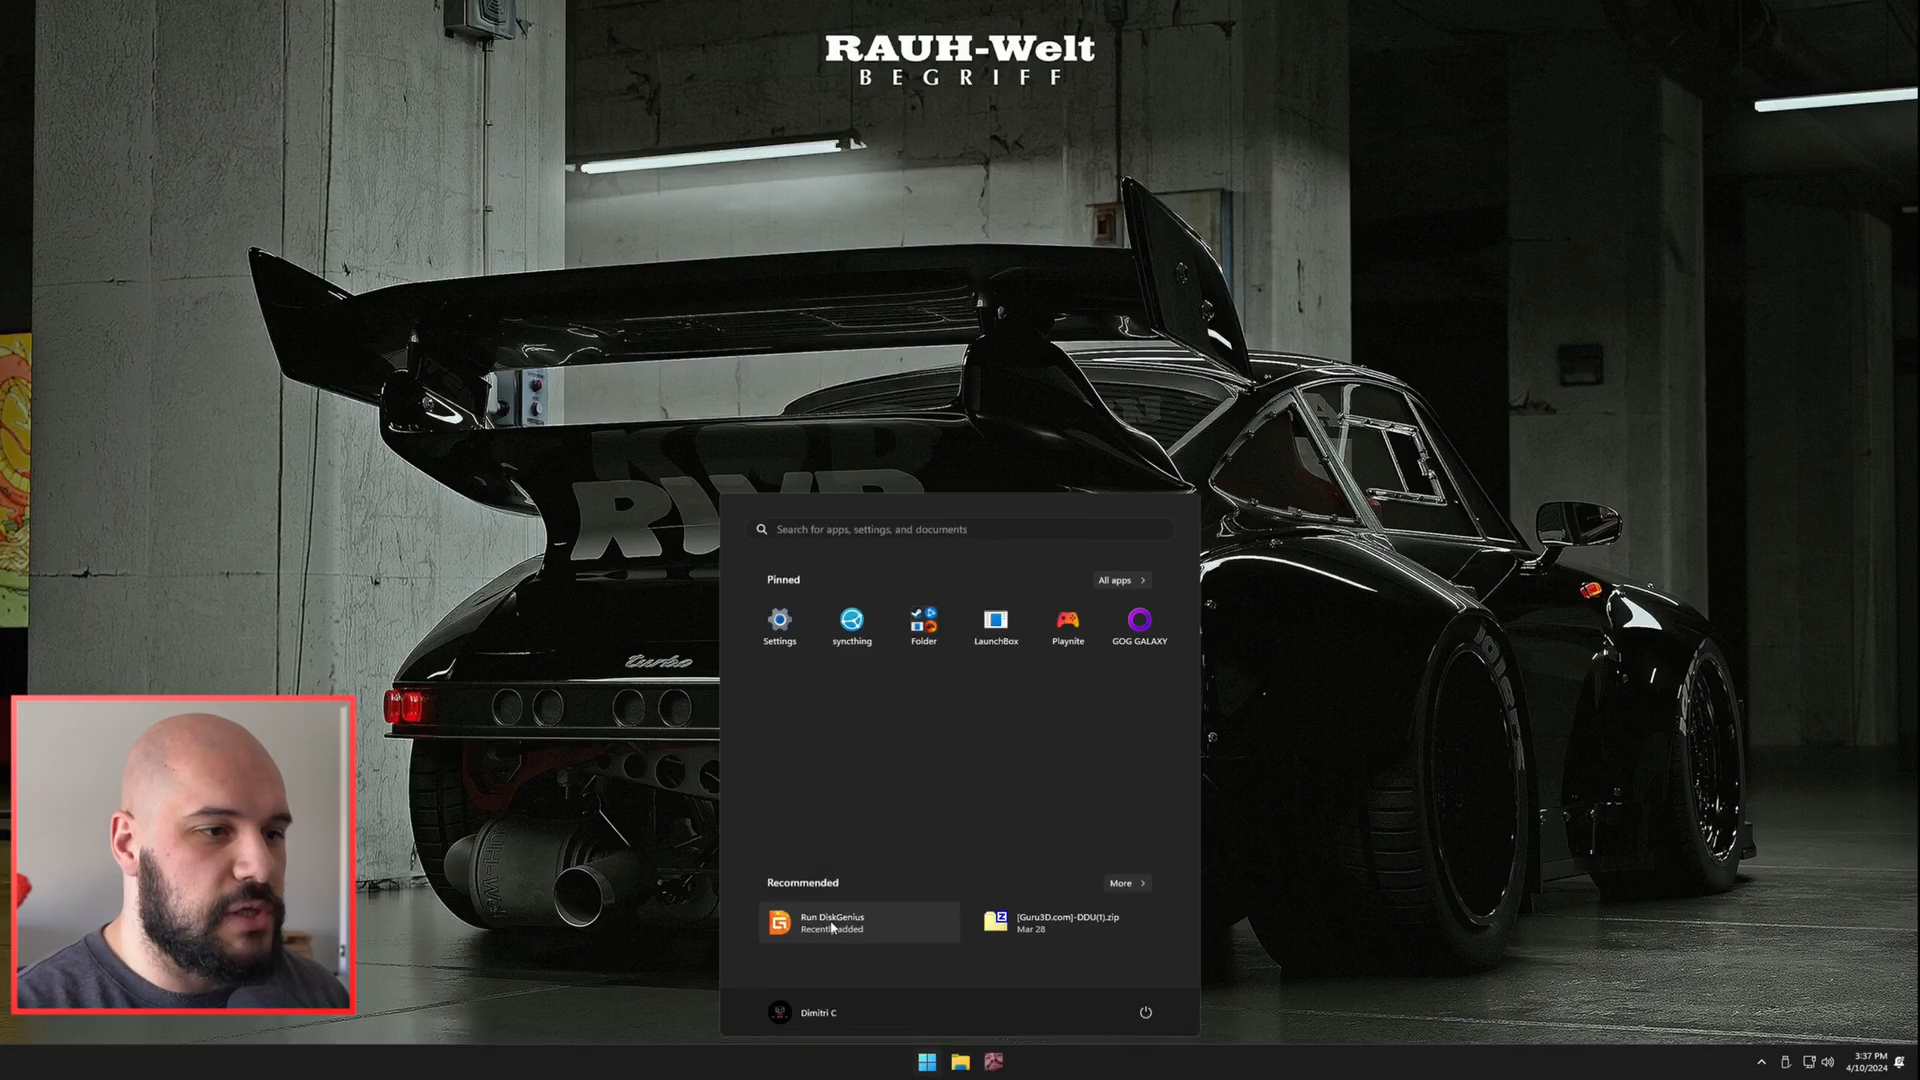 RAUH-Welt
BEGRIFF
RWB
turbo
Search for apps, settings, and documents
Pinned
All apps
Settings
syncthing
Folder
LaunchBox
Playnite
GOG GALAXY
Recommended
More
Run DiskGenius
Recently added
[Guru3D.com]-DDU(1).zip
Mar 28
Dimitri C
3:37 PM
4/10/2024